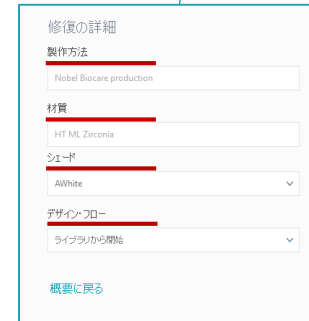 修復の詳細
製作方法
Nobel Biocare production
材質
HT ML Zirconia
シェード
AWhite
デザイン・フロー
ライブラリから開始
概要に戻る